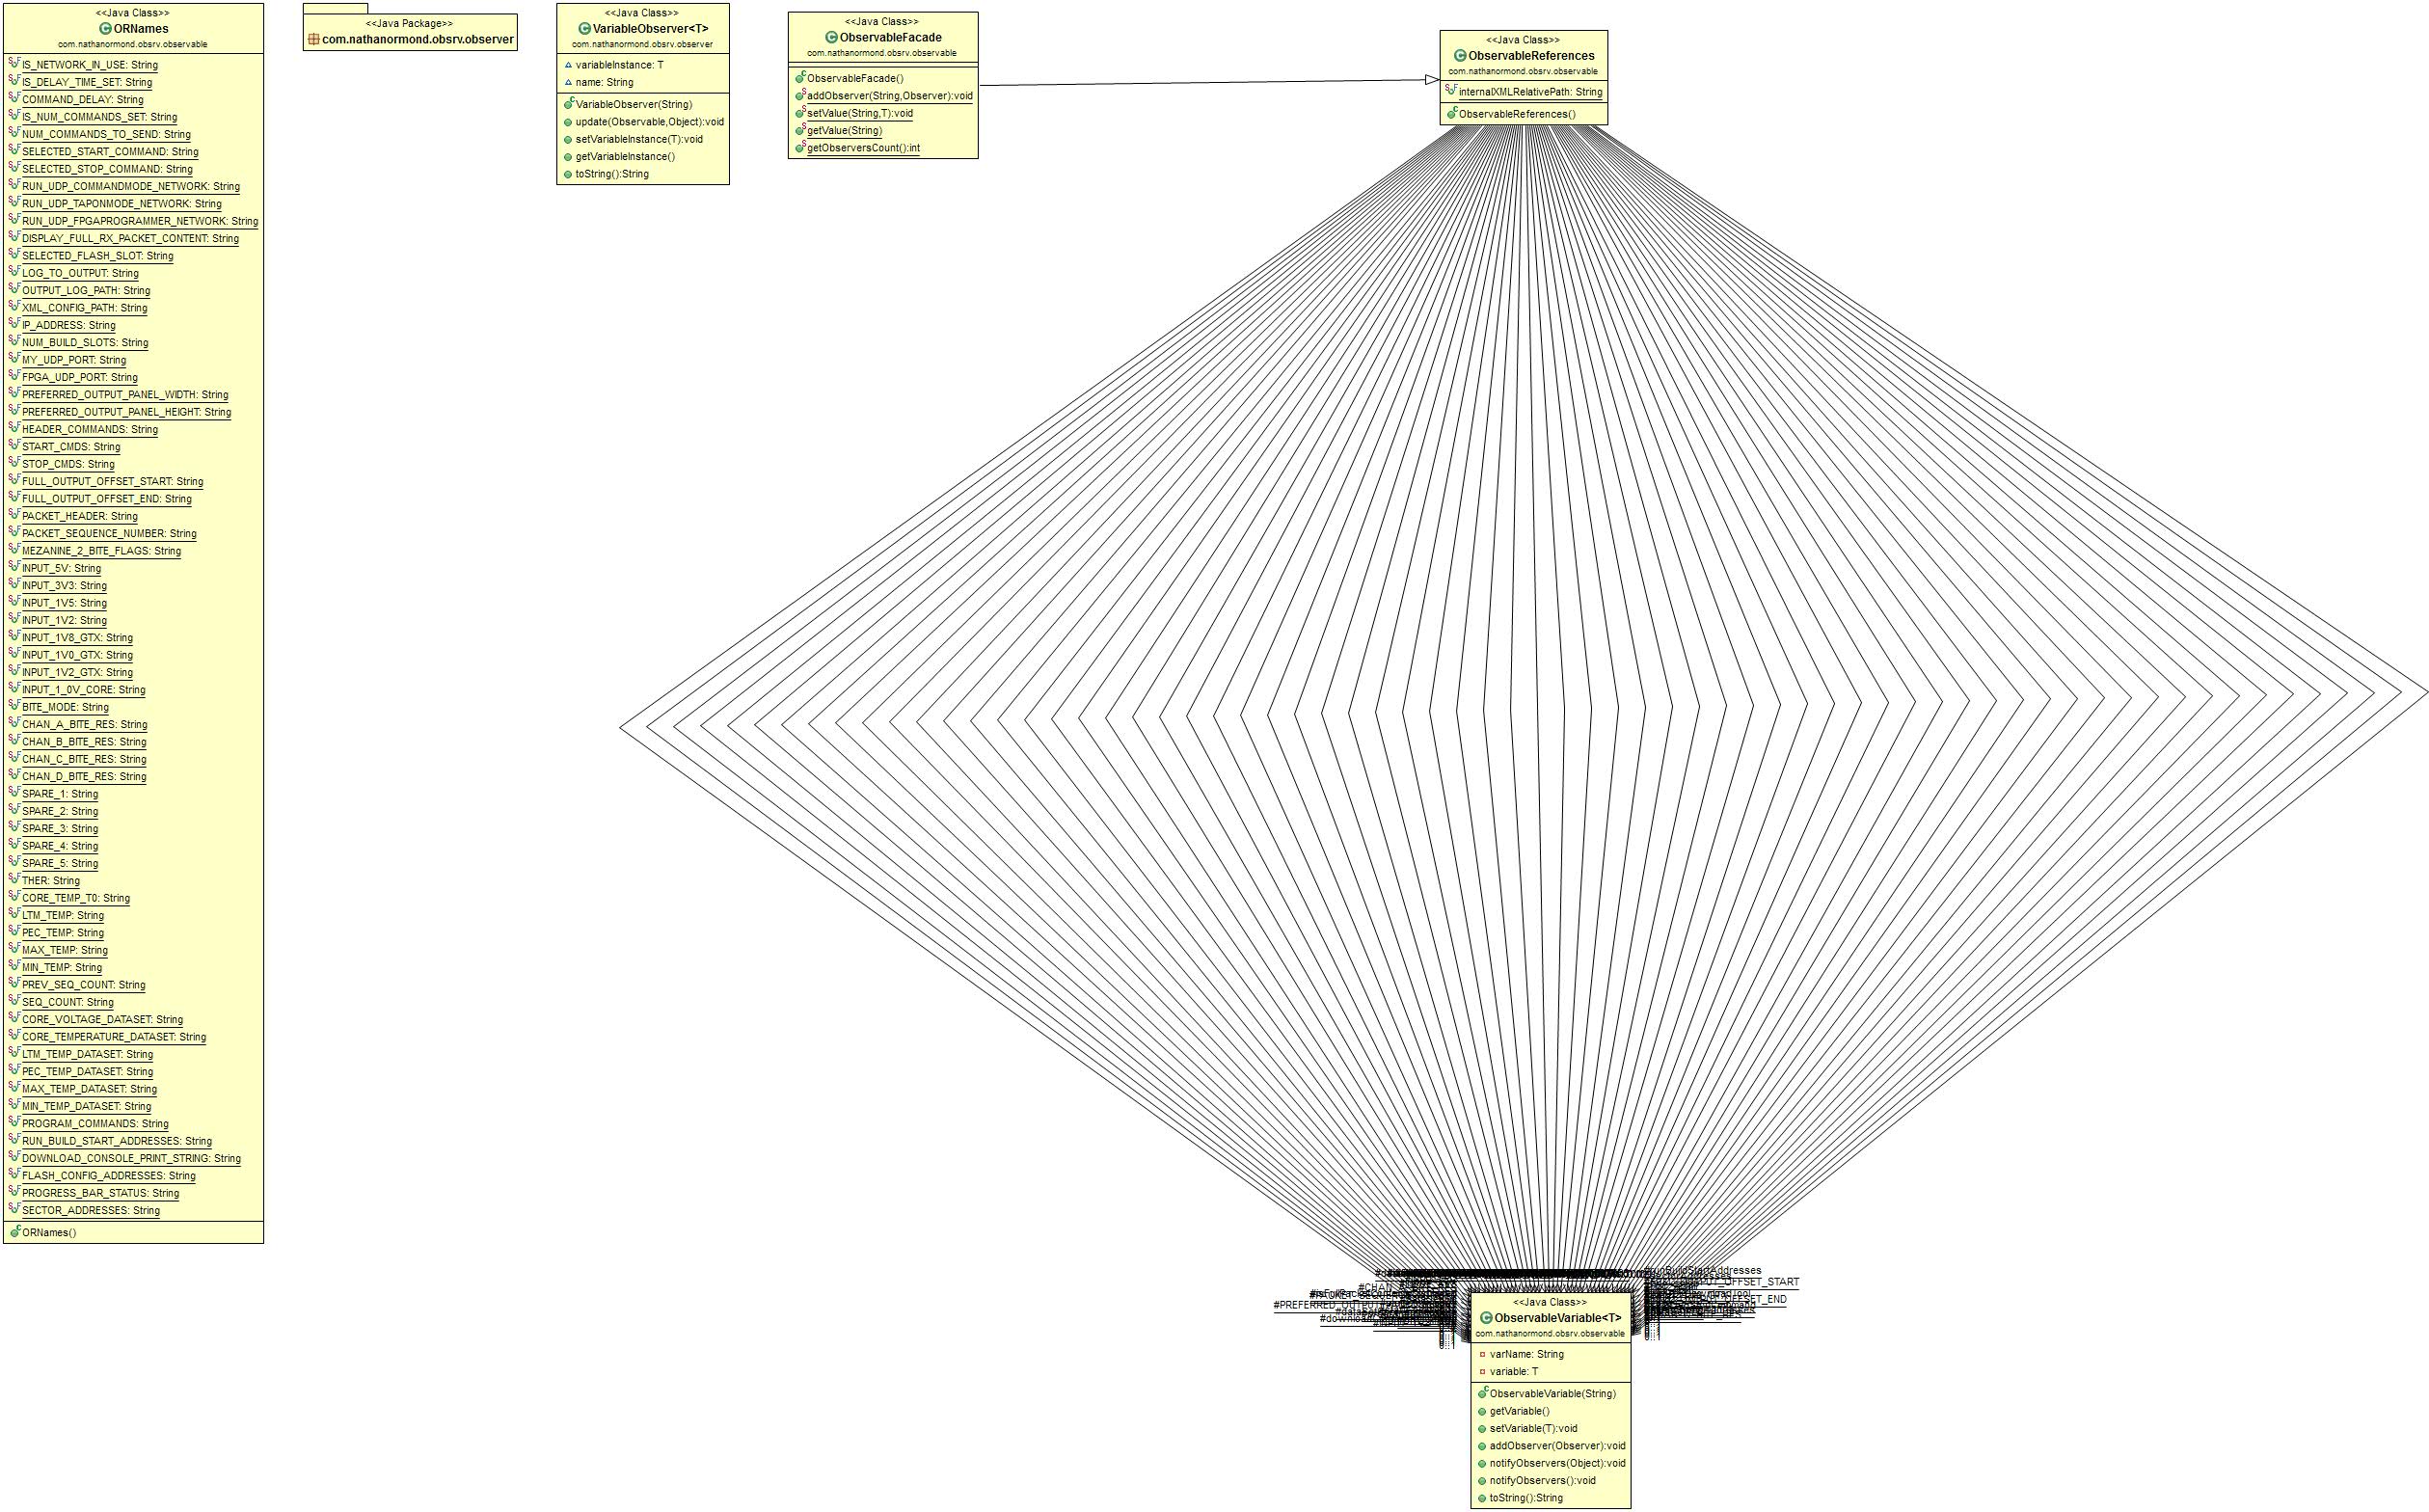 <<Java Class>>
ORNames
com.nathanormond.obsrv.observable
IS_NETWORK_IN_USE: String
IS_DELAY_TIME_SET: String
COMMAND_DELAY: String
IS_NUM_COMMANDS_SET: String
NUM_COMMANDS_TO_SEND: String
SELECTED_START_COMMAND: String
SELECTED_STOP_COMMAND: String
RUN_UDP_COMMANDMODE_NETWORK: String
RUN_UDP_TAPONMODE_NETWORK: String
RUN_UDP_FPGAPROGRAMMER_NETWORK: String
DISPLAY_FULL_RX_PACKET_CONTENT: String
SELECTED_FLASH_SLOT: String
LOG_TO_OUTPUT: String
OUTPUT_LOG_PATH: String
XML_CONFIG_PATH: String
IP_ADDRESS: String
NUM_BUILD_SLOTS: String
MY_UDP_PORT: String
FPGA_UDP_PORT: String
PREFERRED_OUTPUT_PANEL_WIDTH: String
PREFERRED_OUTPUT_PANEL_HEIGHT: String
HEADER_COMMANDS: String
START_CMDS: String
STOP_CMDS: String
FULL_OUTPUT_OFFSET_START: String
FULL_OUTPUT_OFFSET_END: String
PACKET_HEADER: String
PACKET_SEQUENCE_NUMBER: String
MEZANINE_2_BITE_FLAGS: String
INPUT_5V: String
INPUT_3V3: String
INPUT_1V5: String
INPUT_1V2: String
INPUT_1V8_GTX: String
INPUT_1V0_GTX: String
INPUT_1V2_GTX: String
INPUT_1_0V_CORE: String
BITE_MODE: String
CHAN_A_BITE_RES: String
CHAN_B_BITE_RES: String
CHAN_C_BITE_RES: String
CHAN_D_BITE_RES: String
SPARE_1: String
SPARE_2: String
SPARE_3: String
SPARE_4: String
SPARE_5: String
THER: String
CORE_TEMP_T0: String
LTM_TEMP: String
PEC_TEMP: String
MAX_TEMP: String
MIN_TEMP: String
PREV_SEQ_COUNT: String
SEQ_COUNT: String
CORE_VOLTAGE_DATASET: String
CORE_TEMPERATURE_DATASET: String
LTM_TEMP_DATASET: String
PEC_TEMP_DATASET: String
MAX_TEMP_DATASET: String
MIN_TEMP_DATASET: String
PROGRAM_COMMANDS: String
RUN_BUILD_START_ADDRESSES: String
DOWNLOAD_CONSOLE_PRINT_STRING: String
FLASH_CONFIG_ADDRESSES: String
PROGRESS_BAR_STATUS: String
SECTOR_ADDRESSES: String
ORNames()
<<Java Package>>
com.nathanormond.obsrv.observer
<<Java Class>>
VariableObserver<T>
com.nathanormond.obsrv.observer
variableInstance: T
name: String
VariableObserver(String)
update(Observable,Object):void
setVariableInstance(T):void
getVariableInstance()
toString():String
<<Java Class>>
ObservableFacade
com.nathanormond.obsrv.observable
ObservableFacade()
addObserver(String,Observer):void
setValue(String,T):void
getValue(String)
getObserversCount():int
<<Java Class>>
ObservableReferences
com.nathanormond.obsrv.observable
internalXMLRelativePath: String
ObservableReferences()
<<Java Class>>
ObservableVariable<T>
com.nathanormond.obsrv.observable
varName: String
variable: T
ObservableVariable(String)
getVariable()
setVariable(T):void
addObserver(Observer):void
notifyObservers(Object):void
notifyObservers():void
toString():String